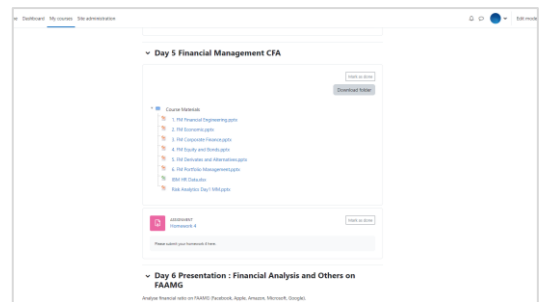 Dashboard My courses Site administration
Edit mode
Day 5 Financial Management CFA
Mark as done
Download folder
Course Materials
1. FM Financial Engineering.pptx
2. FM Economic.pptx
3. FM Corporate Finance.pptx
4. FM Equity and Bonds.pptx
5. FM Derivates and Alternatives.pptx
6. FM Portfolio Management.pptx
IBM HR Data.xlsx
Risk Analytics Day1 MM.pptx
ASSIGNMENT
Homework 4
Mark as done
Please submit your homework 4 here.
Day 6 Presentation : Financial Analysis and Others on
FAAMG
Analyse financial ratio on FAAMG (Facebook, Apple, Amazon, Microsoft, Google).